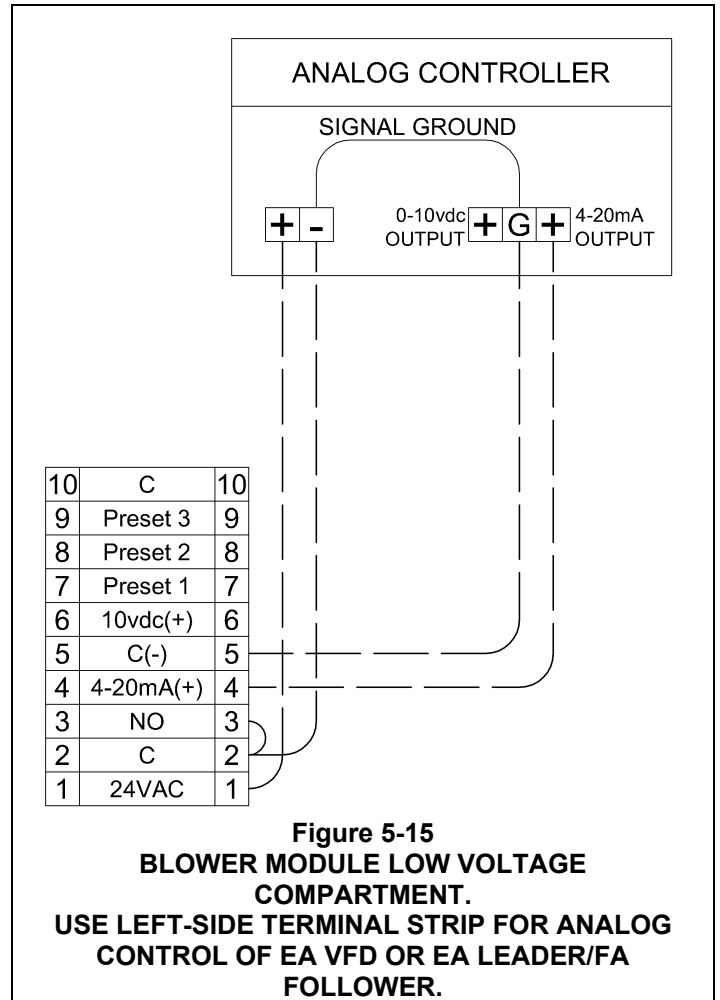 ANALOG CONTROLLER
SIGNAL GROUND
+ -
0-10vdc OUTPUT + G + 4-20mA OUTPUT
10 C 10
9 Preset 3 9
8 Preset 2 8
7 Preset 1 7
6 10vdc(+) 6
5 C(-) 5
4 4-20mA(+) 4
3 NO 3
2 C 2
1 24VAC 1
Figure 5-15
BLOWER MODULE LOW VOLTAGE
COMPARTMENT.
USE LEFT-SIDE TERMINAL STRIP FOR ANALOG
CONTROL OF EA VFD OR EA LEADER/FA
FOLLOWER.